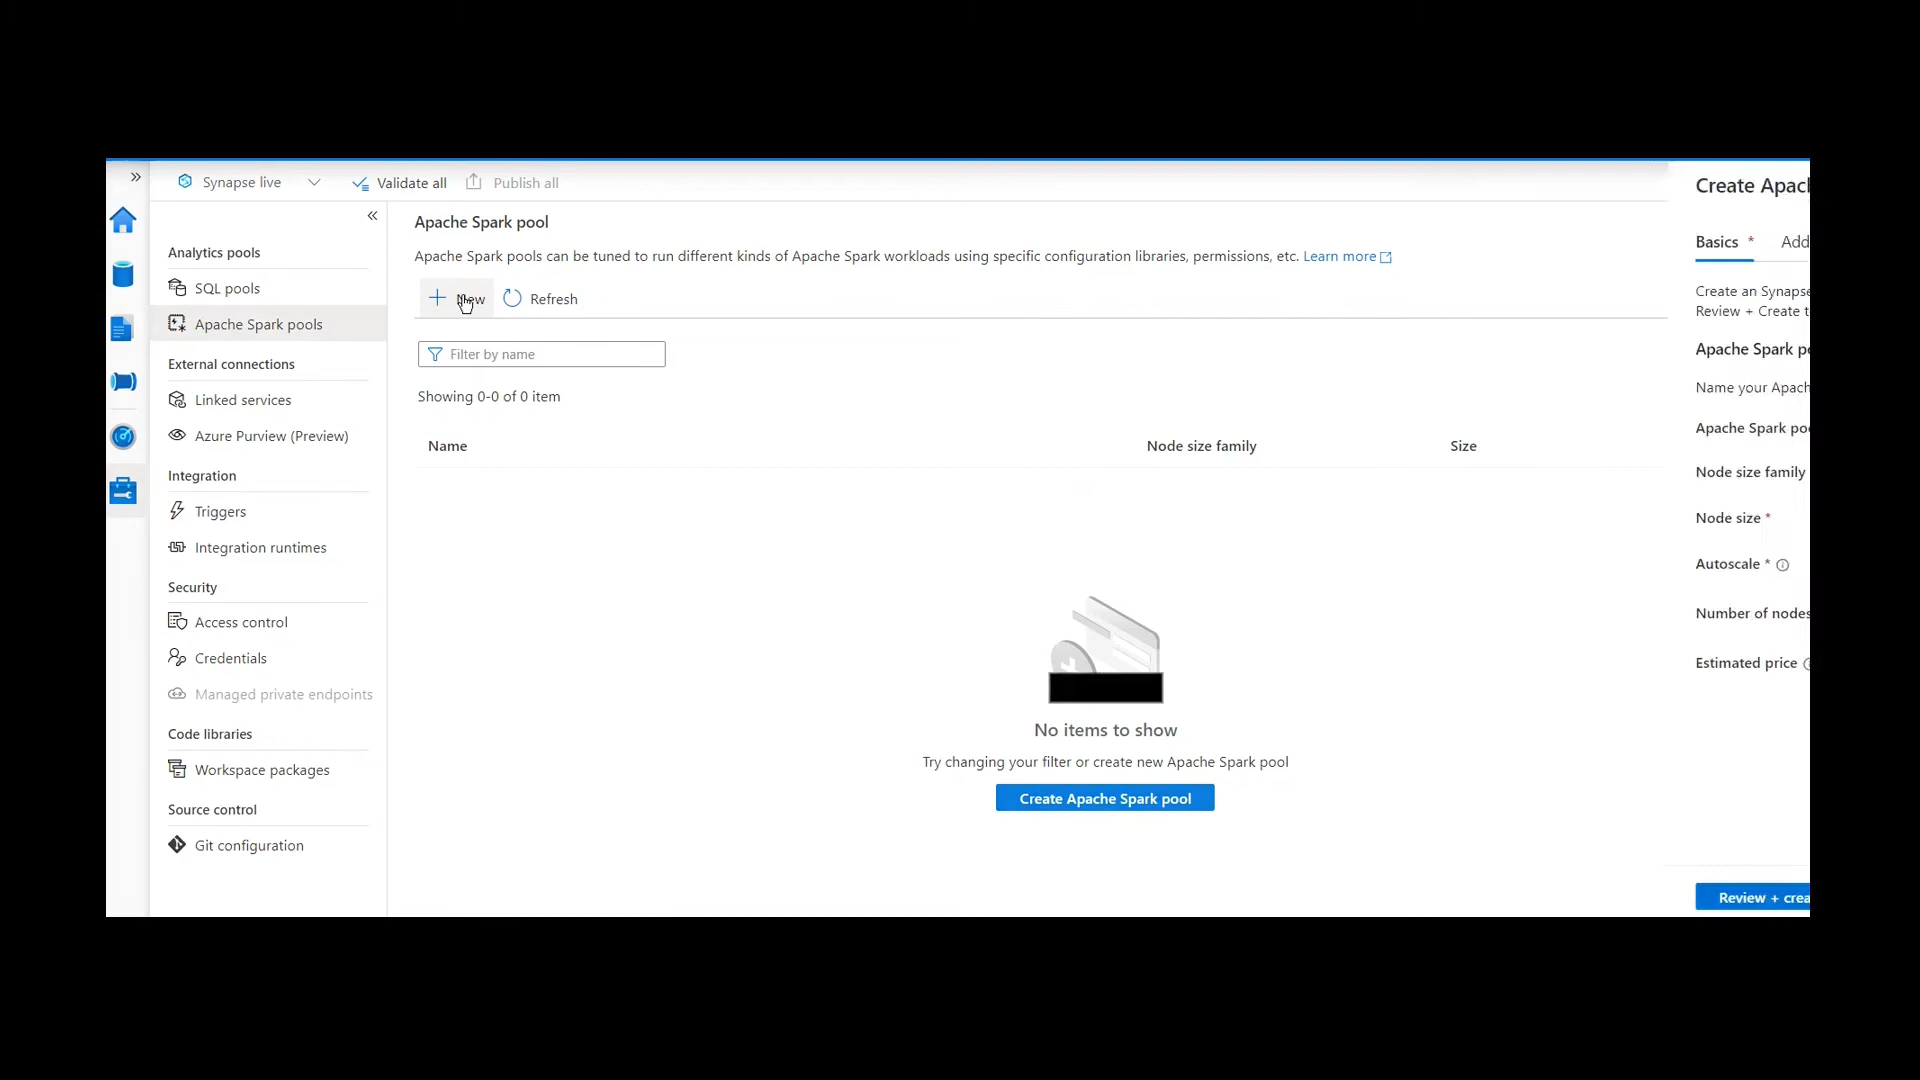 Synapse live
Validate all
Publish all
Analytics pools
SQL pools
Apache Spark pools
External connections
Linked services
Azure Purview (Preview)
Integration
Triggers
Integration runtimes
Security
Access control
Credentials
Managed private endpoints
Code libraries
Workspace packages
Source control
Git configuration
Apache Spark pool
Apache Spark pools can be tuned to run different kinds of Apache Spark workloads using specific configuration libraries, permissions, etc. Learn more
New
Refresh
Filter by name
Showing 0-0 of 0 item
Name
Node size family
Size
No items to show
Try changing your filter or create new Apache Spark pool
Create Apache Spark pool
Create Apac
Basics *
Add
Create an Synapse
Review + Create t
Apache Spark po
Name your Apach
Apache Spark poo
Node size family
Node size *
Autoscale *
Number of nodes
Estimated price
Review + crea